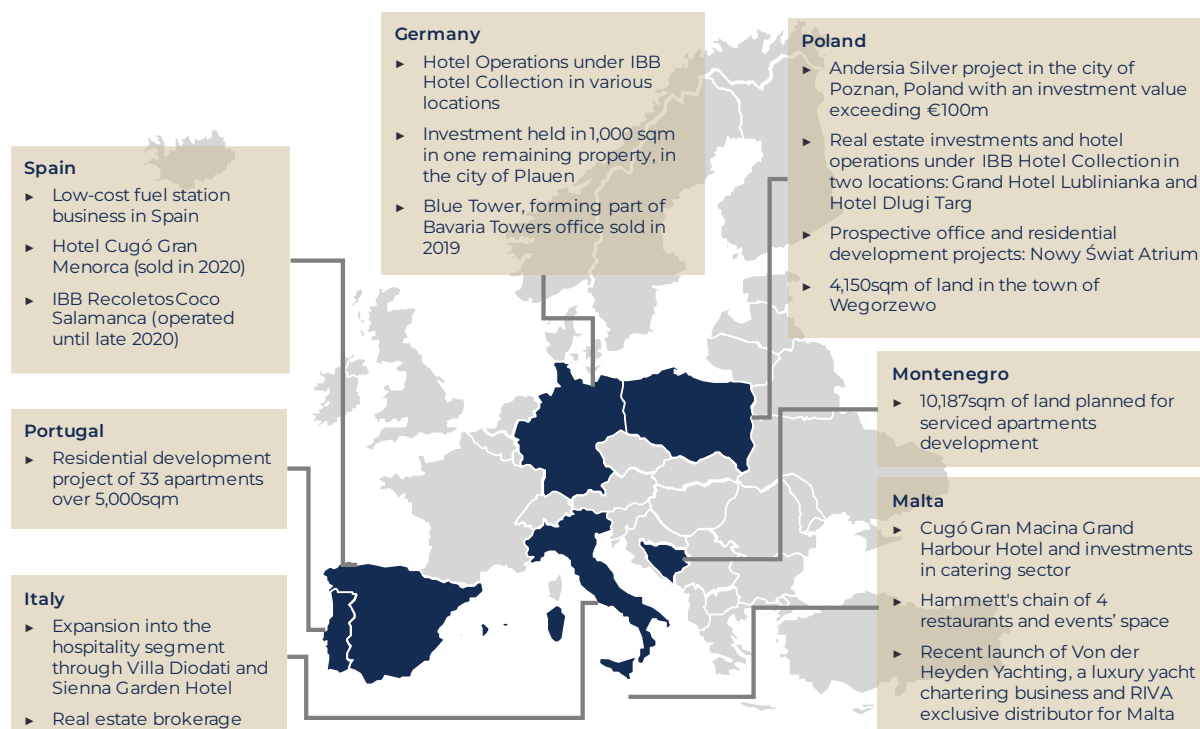 Germany
► Hotel Operations under IBB
Hotel Collection in various
locations
► Investment held in 1,000 sqm
in one remaining property, in
the city of Plauen
► Blue Tower, forming part of
Bavaria Towers office sold in
2019
Poland
► Andersia Silver project in the city of
Poznan, Poland with an investment value
exceeding €100m
► Real estate investments and hotel
operations under IBB Hotel Collection in
two locations: Grand Hotel Lublinianka and
Hotel Dlugi Targ
► Prospective office and residential
development projects: Nowy Świat Atrium
► 4,150sqm of land in the town of
Wegorzewo
Spain
► Low-cost fuel station
business in Spain
► Hotel Cugó Gran
Menorca (sold in 2020)
► IBB Recoletos Coco
Salamanca (operated
until late 2020)
Montenegro
► 10,187sqm of land planned for
serviced apartments
development
Portugal
► Residential development
project of 33 apartments
over 5,000sqm
Malta
► Cugó Gran Macina Grand
Harbour Hotel and investments
in catering sector
► Hammett's chain of 4
restaurants and events’ space
► Recent launch of Von der
Heyden Yachting, a luxury yacht
chartering business and RIVA
exclusive distributor for Malta
Italy
► Expansion into the
hospitality segment
through Villa Diodati and
Sienna Garden Hotel
► Real estate brokerage